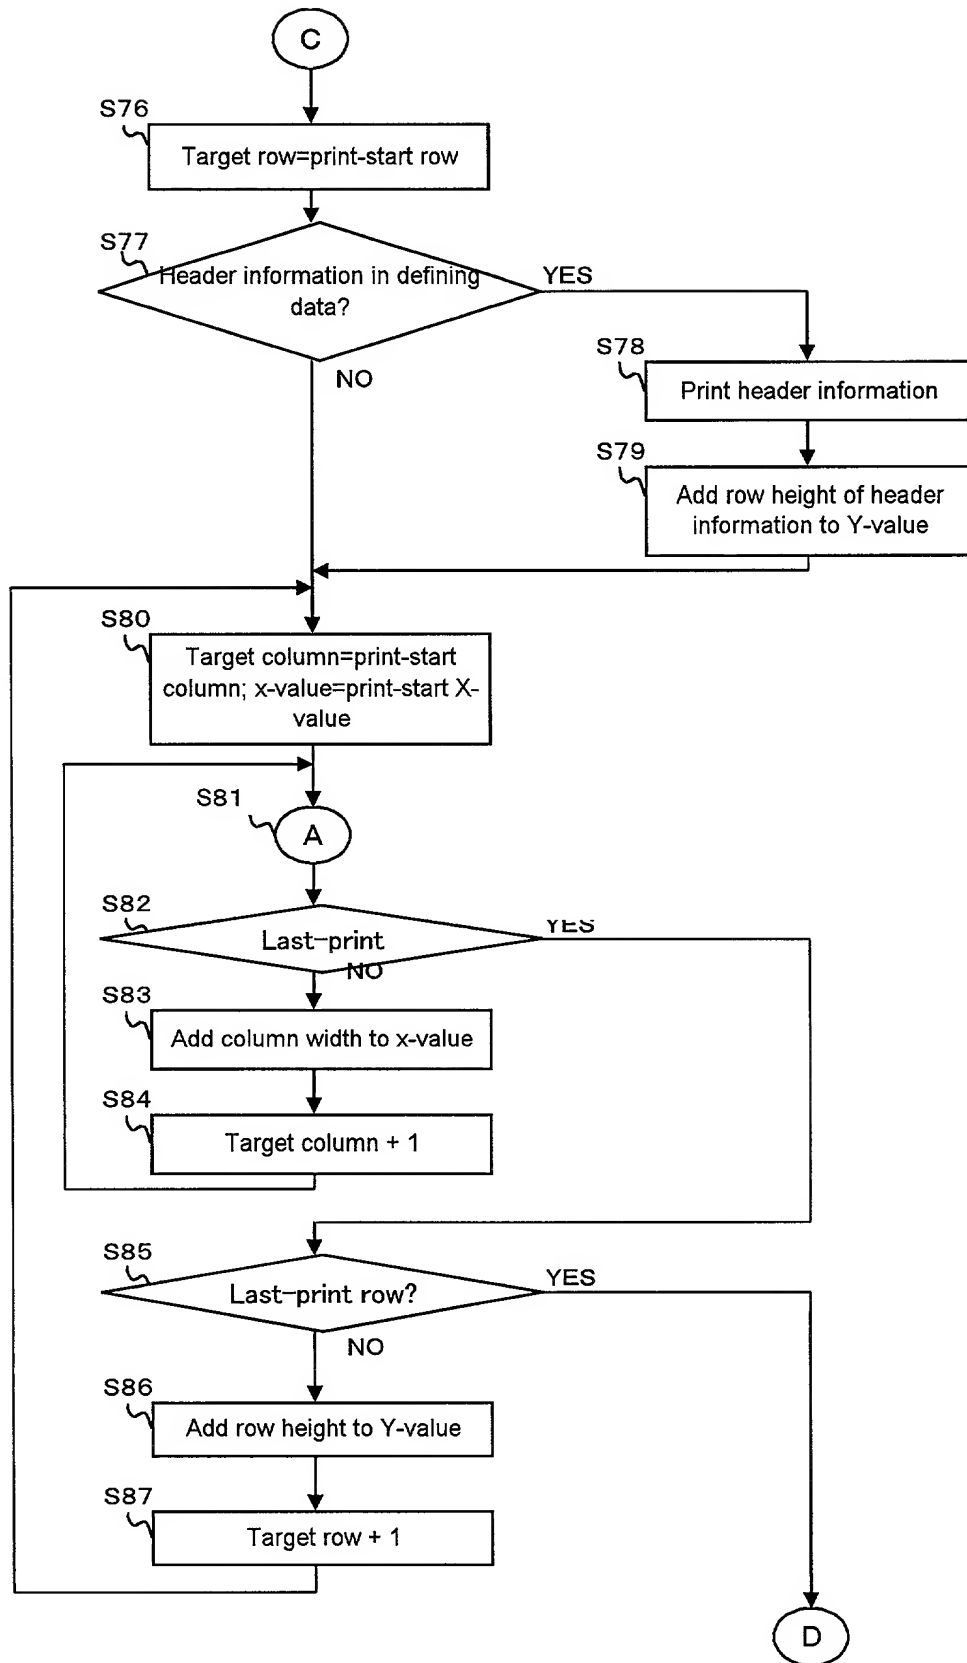 C
S76
Target row=print-start row
S77
Header information in defining
data?
YES
NO
S78
Print header information
S79
Add row height of header
information to Y-value
S80
Target column=print-start
column; x-value=print-start X-
value
S81
A
S82
Last-print
YES
NO
S83
Add column width to x-value
S84
Target column + 1
S85
Last-print row?
YES
NO
S86
Add row height to Y-value
S87
Target row + 1
D